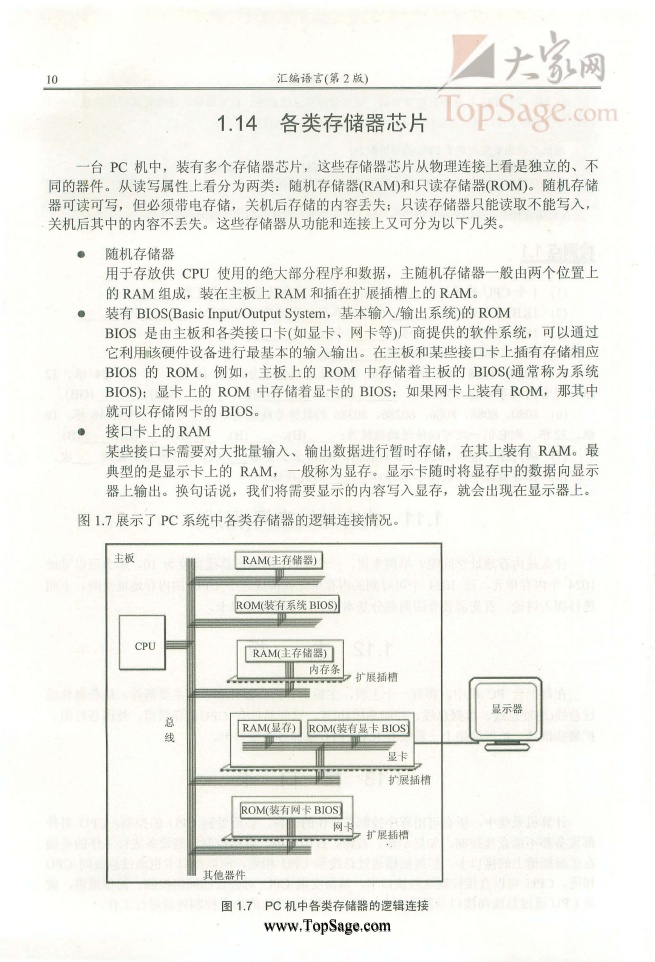 大家网
TopSage.com
10
汇编语言(第 2 版)
1.14 各类存储器芯片
一台 PC 机中，装有多个存储器芯片，这些存储器芯片从物理连接上看是独立的、不
同的器件。从读写属性上看分为两类：随机存储器(RAM)和只读存储器(ROM)。随机存储
器可读可写，但必须带电存储，关机后存储的内容丢失；只读存储器只能读取不能写入，
关机后其中的内容不丢失。这些存储器从功能和连接上又可分为以下几类。
● 随机存储器
用于存放供 CPU 使用的绝大部分程序和数据，主随机存储器一般由两个位置上
的 RAM 组成，装在主板上 RAM 和插在扩展插槽上的 RAM。
● 装有 BIOS(Basic Input/Output System，基本输入/输出系统)的 ROM
BIOS 是由主板和各类接口卡(如显卡、网卡等)厂商提供的软件系统，可以通过
它利用该硬件设备进行最基本的输入输出。在主板和某些接口卡上插有存储相应
BIOS 的 ROM。例如，主板上的 ROM 中存储着主板的 BIOS(通常称为系统
BIOS)；显卡上的 ROM 中存储着显卡的 BIOS；如果网卡上装有 ROM，那其中
就可以存储网卡的 BIOS。
● 接口卡上的 RAM
某些接口卡需要对大批量输入、输出数据进行暂时存储，在其上装有 RAM。最
典型的是显示卡上的 RAM，一般称为显存。显示卡随时将显存中的数据向显示
器上输出。换句话说，我们将需要显示的内容写入显存，就会出现在显示器上。
图 1.7 展示了 PC 系统中各类存储器的逻辑连接情况。
主板
RAM(主存储器)
ROM(装有系统 BIOS)
CPU
RAM(主存储器)
内存条
扩展插槽
总线
RAM(显存)
ROM(装有显卡 BIOS)
显卡
扩展插槽
显示器
ROM(装有网卡 BIOS)
网卡
扩展插槽
其他器件
图 1.7 PC 机中各类存储器的逻辑连接
www.TopSage.com